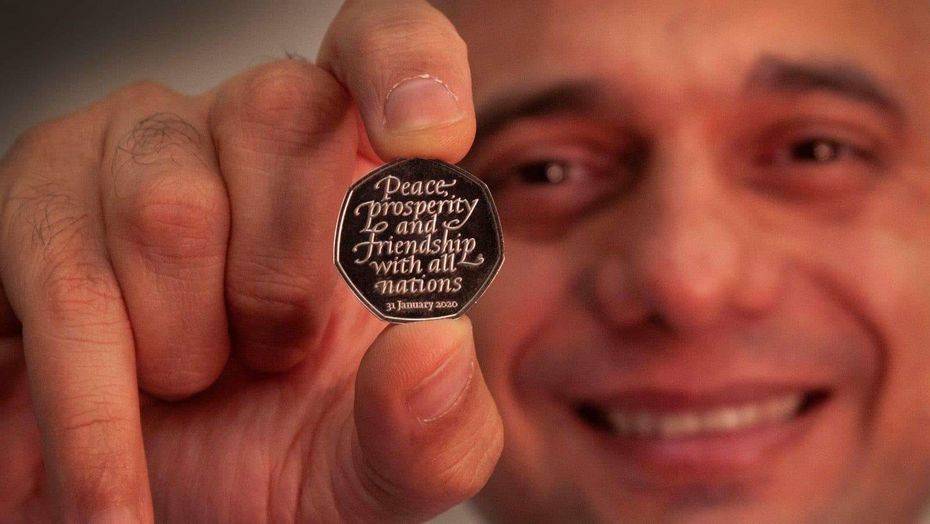 Peace,
prosperity
and
friendship
with all
nations
31 January 2020